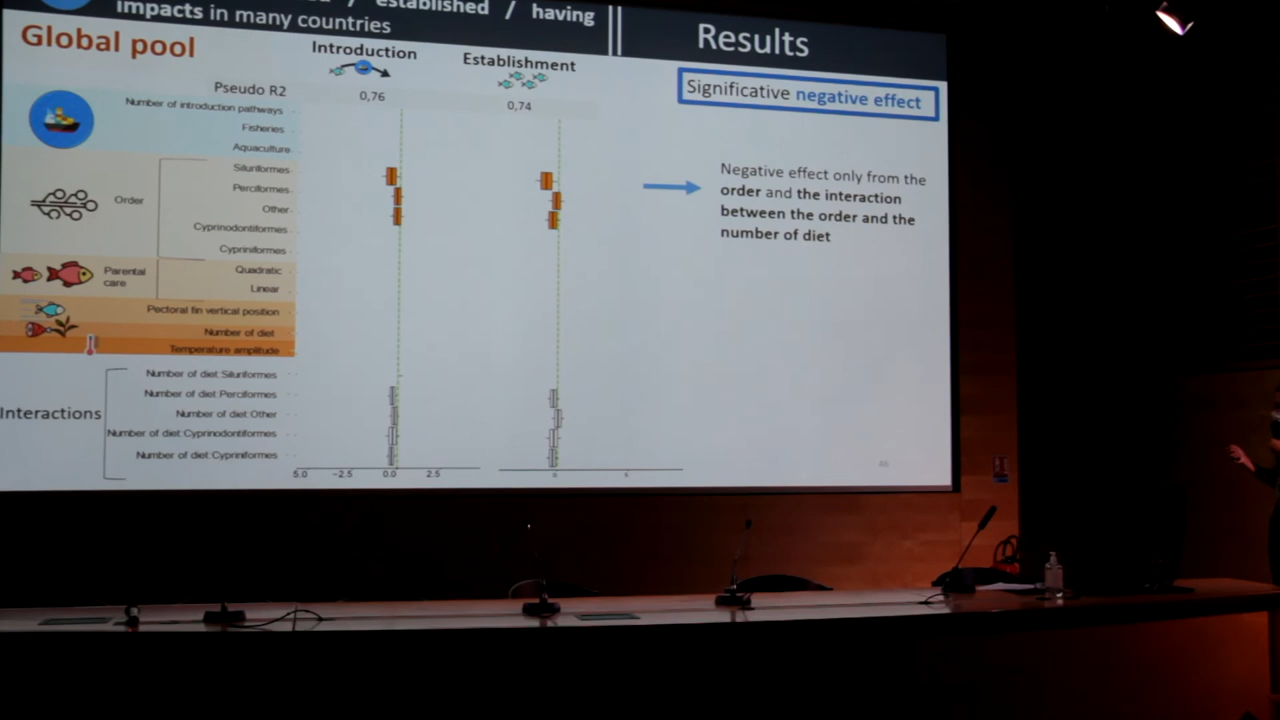 established / having
impacts in many countries
Results
Global pool
Introduction
Establishment
Significative negative effect
Pseudo R2
0,76
0,74
Number of introduction pathways
Fisheries
Aquaculture
Siluriformes
Perciformes
Order
Other
Cyprinodontiformes
Cypriniformes
Parental
care
Quadratic
Linear
Pectoral fin vertical position
Number of diet
Temperature amplitude
Negative effect only from the
order and the interaction
between the order and the
number of diet
Interactions
Number of diet:Siluriformes
Number of diet:Perciformes
Number of diet:Other
Number of diet:Cyprinodontiformes
Number of diet:Cypriniformes
5.0 −2.5 0.0 2.5
46